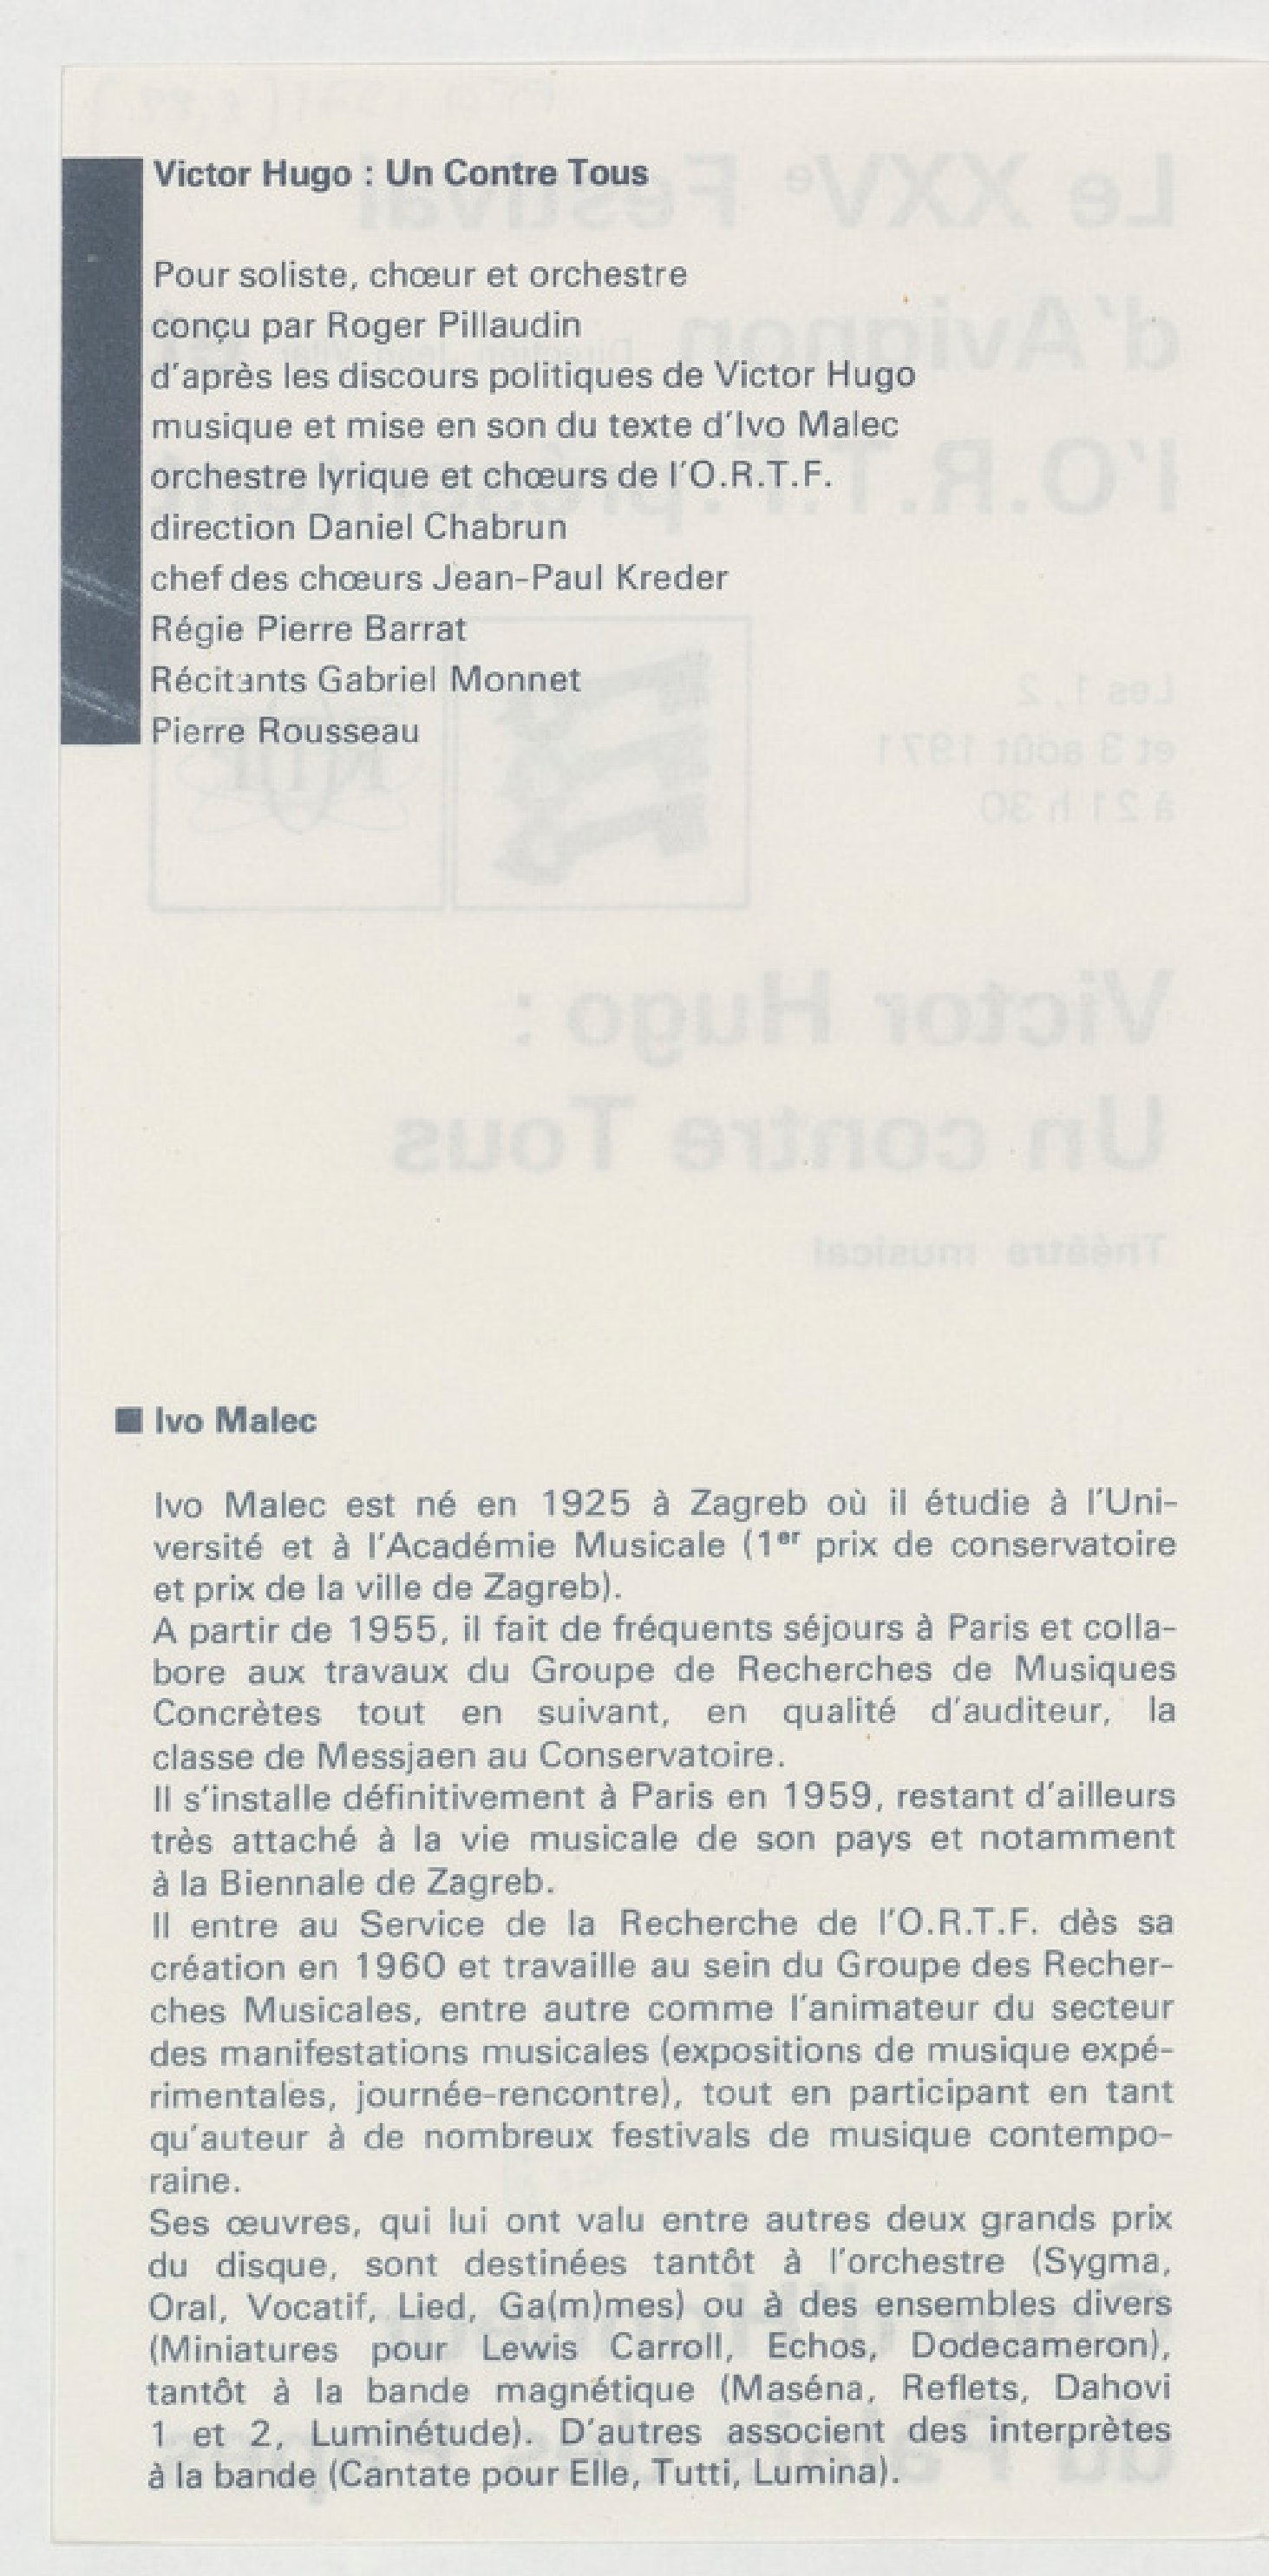 Victor Hugo : Un Contre Tous
Pour soliste, chœur et orchestre
conçu par Roger Pillaudin
d'après les discours politiques de Victor Hugo
musique et mise en son du texte d'Ivo Malec
orchestre lyrique et chœurs de l'O.R.T.F.
direction Daniel Chabrun
chef des chœurs Jean-Paul Kreder
Régie Pierre Barrat
Récitants Gabriel Monnet
Pierre Rousseau
Ivo Malec
Ivo Malec est né en 1925 à Zagreb où il étudie à l'Uni-
versité et à l'Académie Musicale (1er prix de conservatoire
et prix de la ville de Zagreb).
A partir de 1955, il fait de fréquents séjours à Paris et colla-
bore aux travaux du Groupe de Recherches de Musiques
Concrètes tout en suivant, en qualité d'auditeur, la
classe de Messjaen au Conservatoire.
Il s'installe définitivement à Paris en 1959, restant d'ailleurs
très attaché à la vie musicale de son pays et notamment
à la Biennale de Zagreb.
Il entre au Service de la Recherche de l'O.R.T.F. dès sa
création en 1960 et travaille au sein du Groupe des Recher-
ches Musicales, entre autre comme l'animateur du secteur
des manifestations musicales (expositions de musique expé-
rimentales, journée-rencontre), tout en participant en tant
qu'auteur à de nombreux festivals de musique contempo-
raine.
Ses œuvres, qui lui ont valu entre autres deux grands prix
du disque, sont destinées tantôt à l'orchestre (Sygma,
Oral, Vocatif, Lied, Ga(m)mes) ou à des ensembles divers
(Miniatures pour Lewis Carroll, Echos, Dodecameron),
tantôt à la bande magnétique (Maséna, Reflets, Dahovi
1 et 2, Luminétude). D'autres associent des interprètes
à la bande (Cantate pour Elle, Tutti, Lumina).